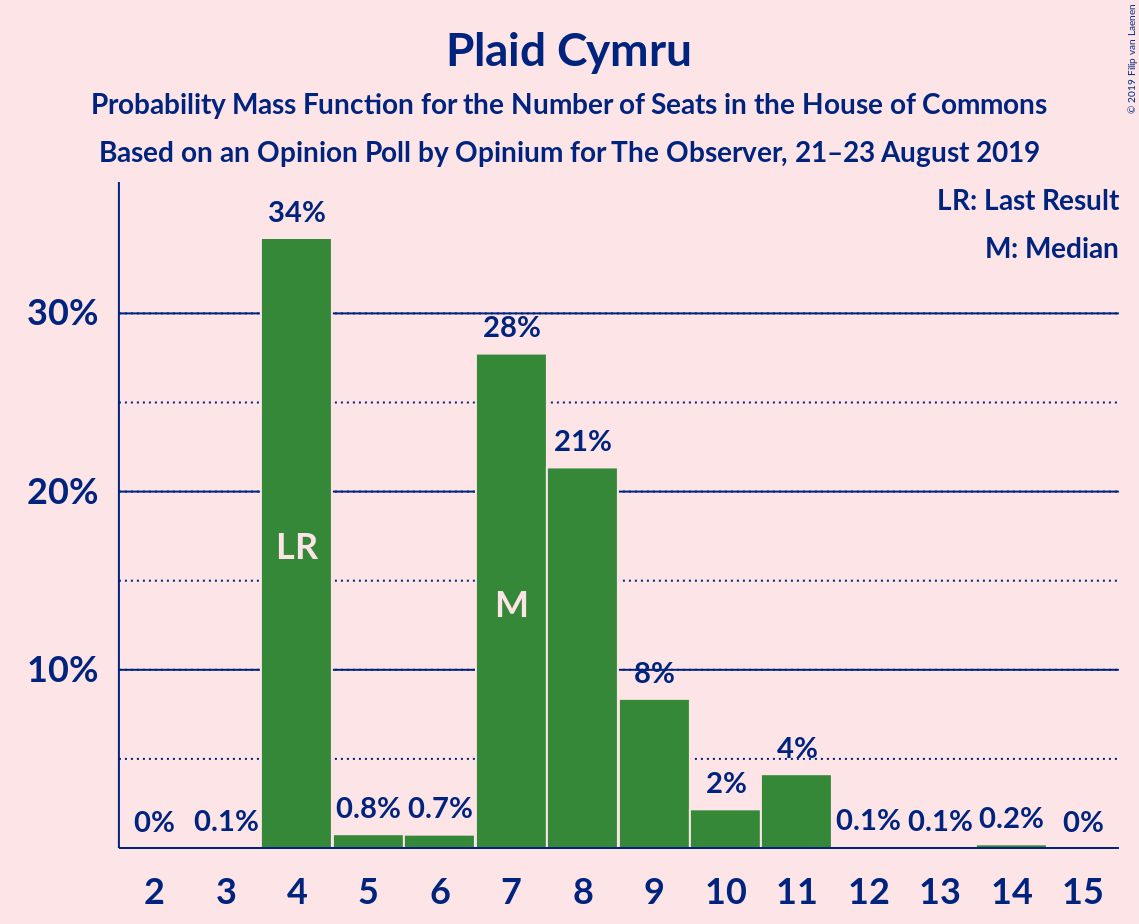 Plaid Cymru
Probability Mass Function for the Number of Seats in the House of Commons
Based on an Opinion Poll by Opinium for The Observer, 21–23 August 2019
© 2019 Filip van Laenen
LR: Last Result
M: Median
34%
30%
28%
21%
20%
LR
M
10%
8%
4%
2%
0% 0.1% 0.8% 0.7% 0.1% 0.1% 0.2% 0%
2 3 4 5 6 7 8 9 10 11 12 13 14 15